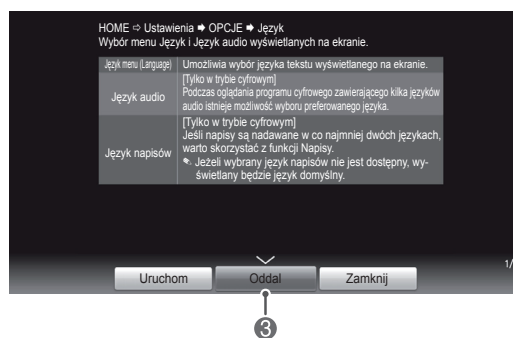 HOME ⇨ Ustawienia ➡ OPCJE ➡ Język
Wybór menu Język i Język audio wyświetlanych na ekranie.
Język menu (Language) Umożliwia wybór języka tekstu wyświetlanego na ekranie.
Język audio
[Tylko w trybie cyfrowym]
Podczas oglądania programu cyfrowego zawierającego kilka języków
audio istnieje możliwość wyboru preferowanego języka.
Język napisów
[Tylko w trybie cyfrowym]
Jeśli napisy są nadawane w co najmniej dwóch językach,
warto skorzystać z funkcji Napisy.
✎ Jeżeli wybrany język napisów nie jest dostępny, wy-
świetlany będzie język domyślny.
1/
Uruchom Oddal Zamknij
3